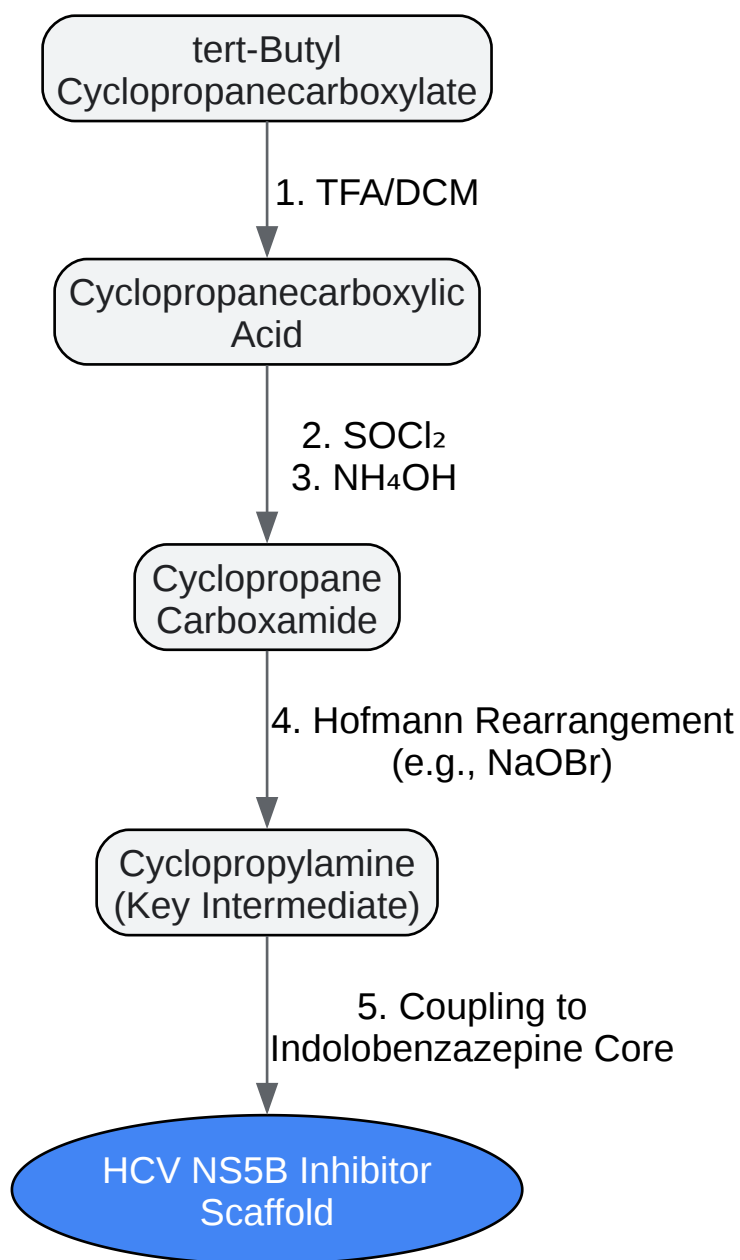 tert-Butyl
Cyclopropanecarboxylate
1. TFA/DCM
Cyclopropanecarboxylic
Acid
2. SOCl₂
3. NH₄OH
Cyclopropane
Carboxamide
4. Hofmann Rearrangement
(e.g., NaOBr)
Cyclopropylamine
(Key Intermediate)
5. Coupling to
Indolobenzazepine Core
HCV NS5B Inhibitor
Scaffold